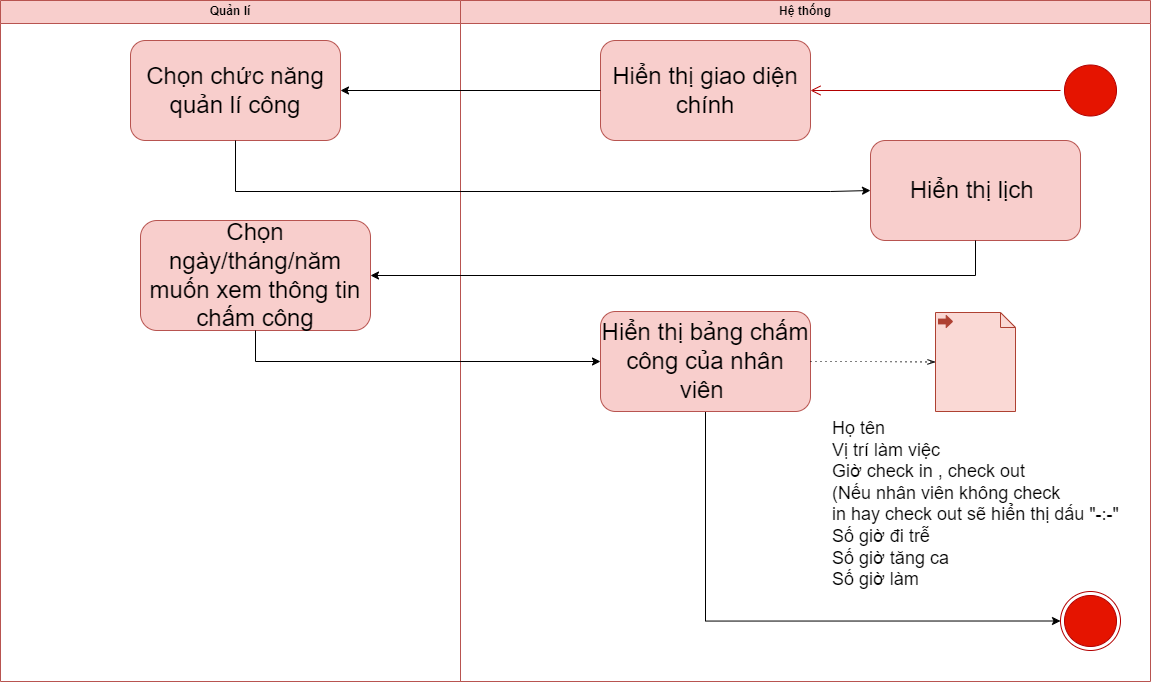 Quản lí
Hệ thống
Chọn chức năng
quản lí công
Hiển thị giao diện
chính
Hiển thị lịch
Chọn
ngày/tháng/năm
muốn xem thông tin
chấm công
Hiển thị bảng chấm
công của nhân
viên
Họ tên
Vị trí làm việc
Giờ check in , check out
(Nếu nhân viên không check
in hay check out sẽ hiển thị dấu "-:-"
Số giờ đi trễ
Số giờ tăng ca
Số giờ làm